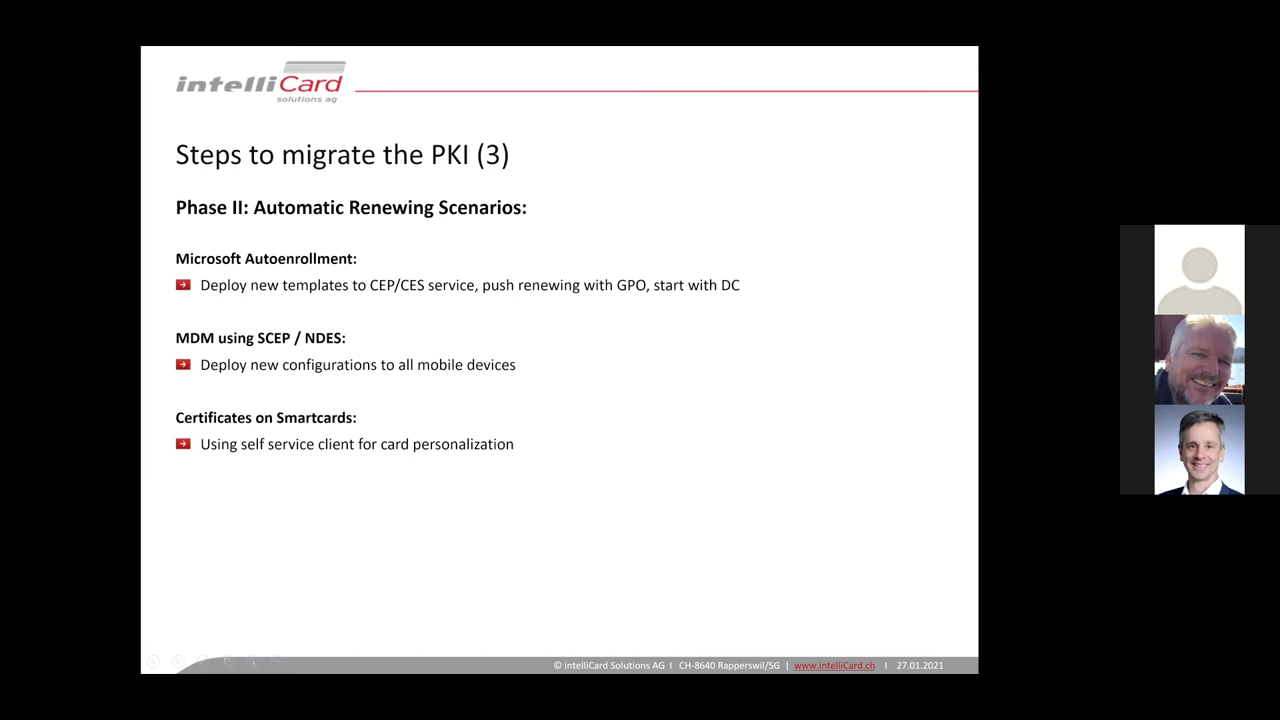 intelliCard
solutions ag
Steps to migrate the PKI (3)
Phase II: Automatic Renewing Scenarios:
Microsoft Autoenrollment:
Deploy new templates to CEP/CES service, push renewing with GPO, start with DC
MDM using SCEP / NDES:
Deploy new configurations to all mobile devices
Certificates on Smartcards:
Using self service client for card personalization
© intelliCard Solutions AG I CH-8640 Rapperswil/SG | www.intelliCard.ch I 27.01.2021